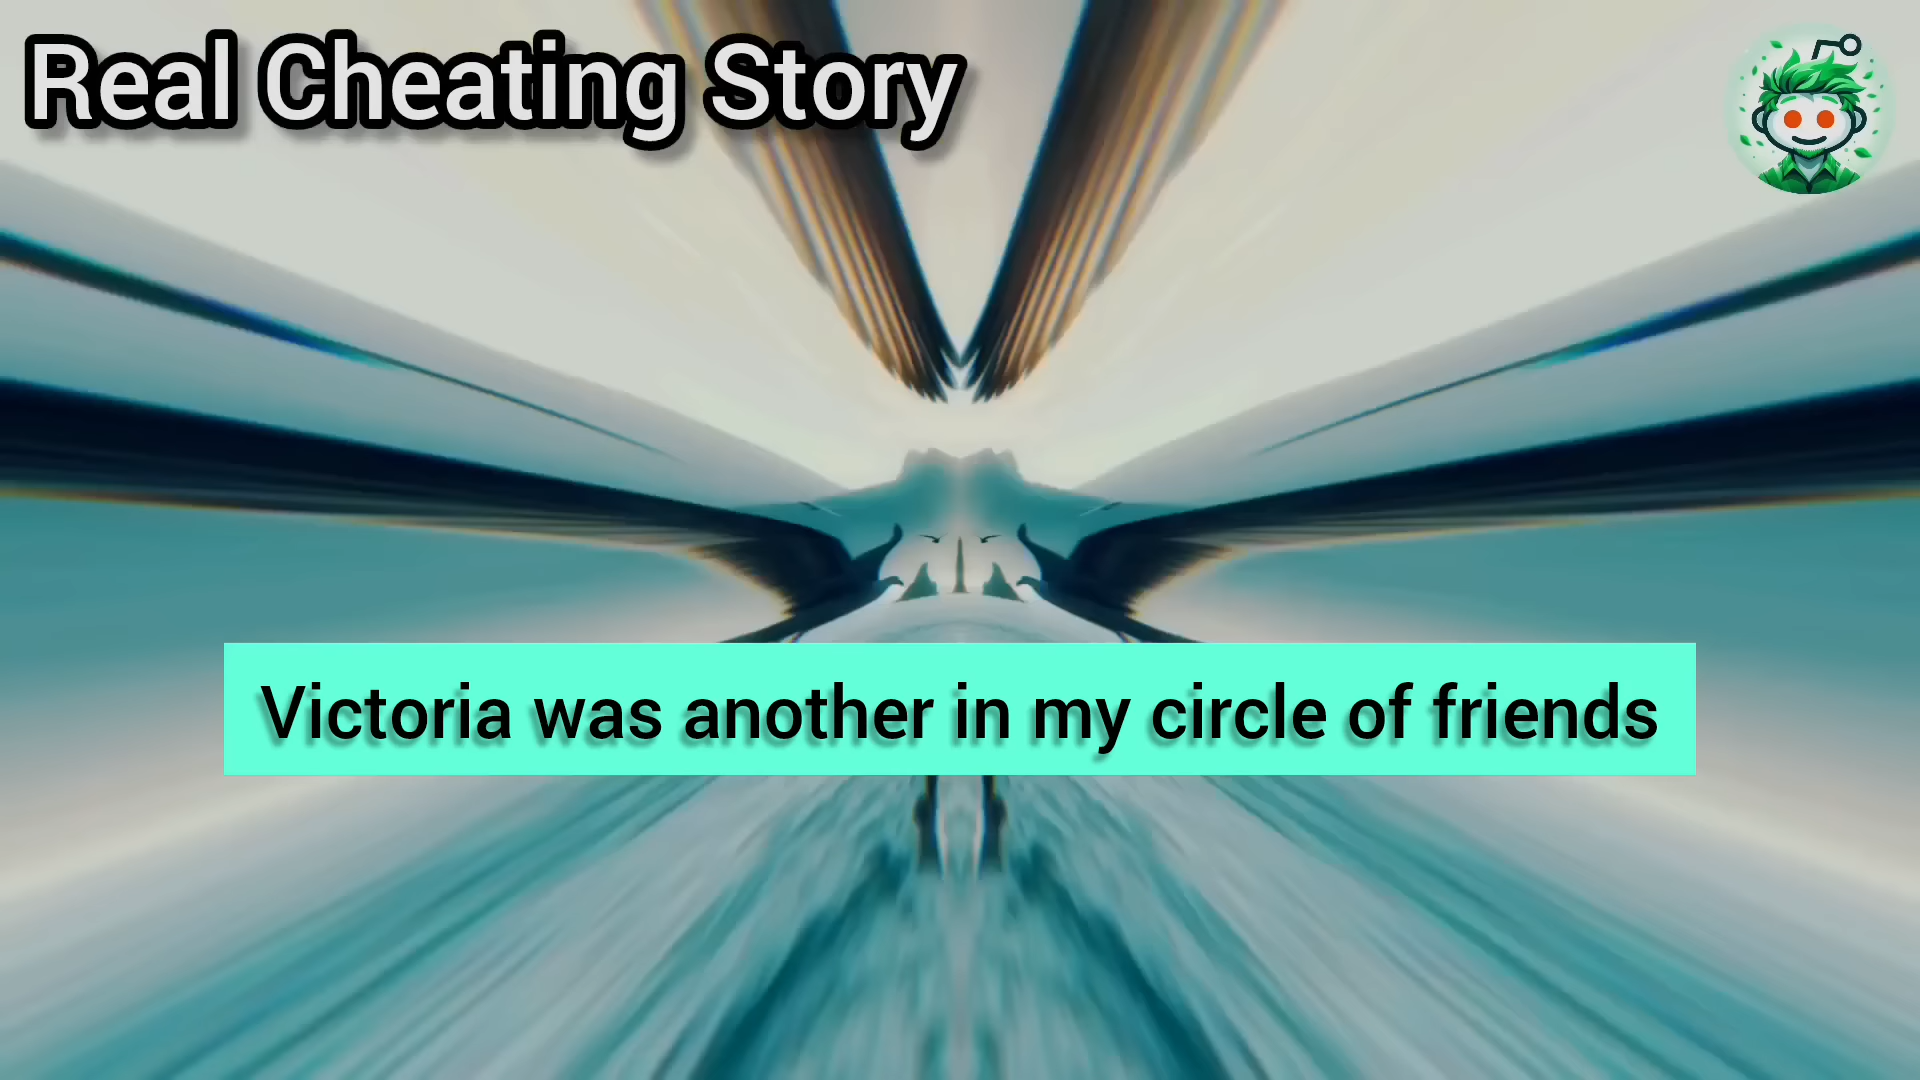 Real Cheating Story
Victoria was another in my circle of friends